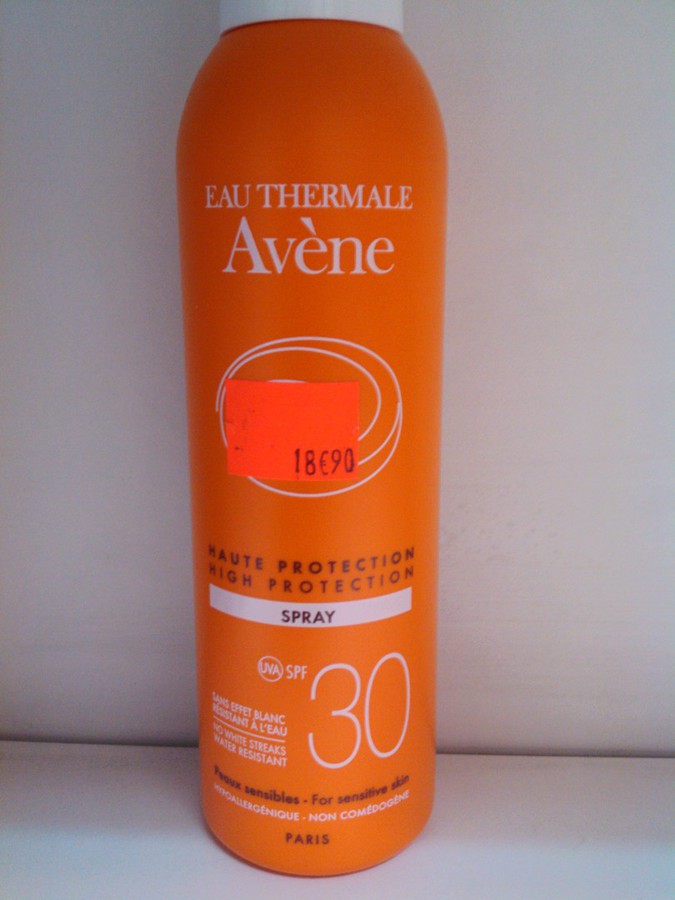 EAU THERMALE
Avène
18€90
HAUTE PROTECTION
HIGH PROTECTION
SPRAY
UVA SPF 30
SANS EFFET BLANC
RÉSISTANT À L'EAU
NO WHITE STREAKS
WATER RESISTANT
Peaux sensibles - For sensitive skin
HYPOALLERGÉNIQUE - NON COMÉDOGÈNE
PARIS